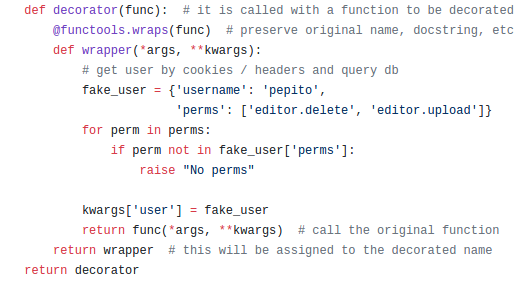 def decorator(func):  # it is called with a function to be decorated
    @functools.wraps(func)  # preserve original name, docstring, etc
    def wrapper(*args, **kwargs):
        # get user by cookies / headers and query db
        fake_user = {'username': 'pepito',
                     'perms': ['editor.delete', 'editor.upload']}
        for perm in perms:
            if perm not in fake_user['perms']:
                raise "No perms"

        kwargs['user'] = fake_user
        return func(*args, **kwargs)  # call the original function
    return wrapper  # this will be assigned to the decorated name
return decorator